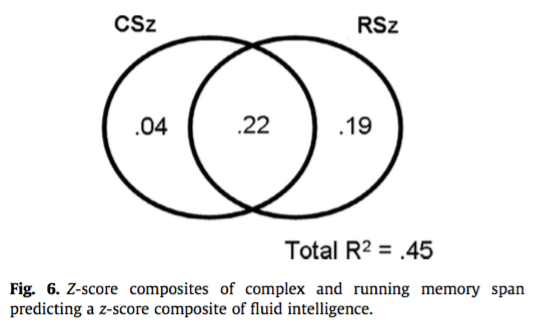 CSz RSz
.04 .22 .19
Total R² = .45
Fig. 6. Z-score composites of complex and running memory span
predicting a z-score composite of fluid intelligence.